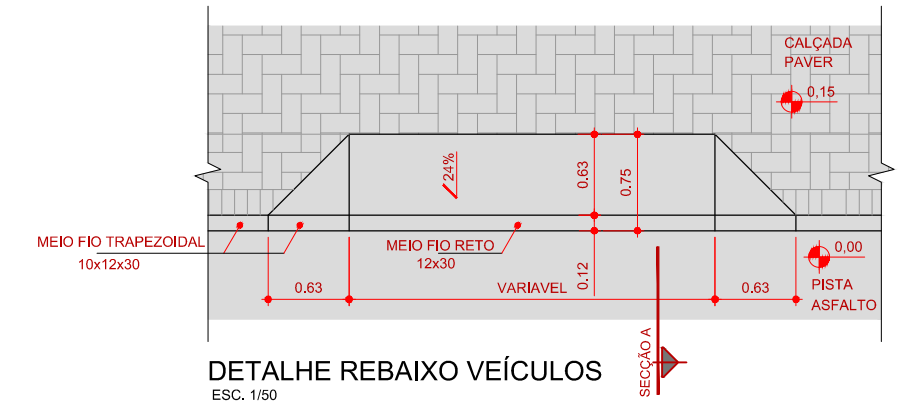 CALÇADA
PAVER
0,15
24%
0.63
0.75
MEIO FIO TRAPEZOIDAL
10x12x30
MEIO FIO RETO
12x30
0.12
0,00
PISTA
ASFALTO
0.63
VARIAVEL
0.63
SECÇÃO A
DETALHE REBAIXO VEÍCULOS
ESC. 1/50